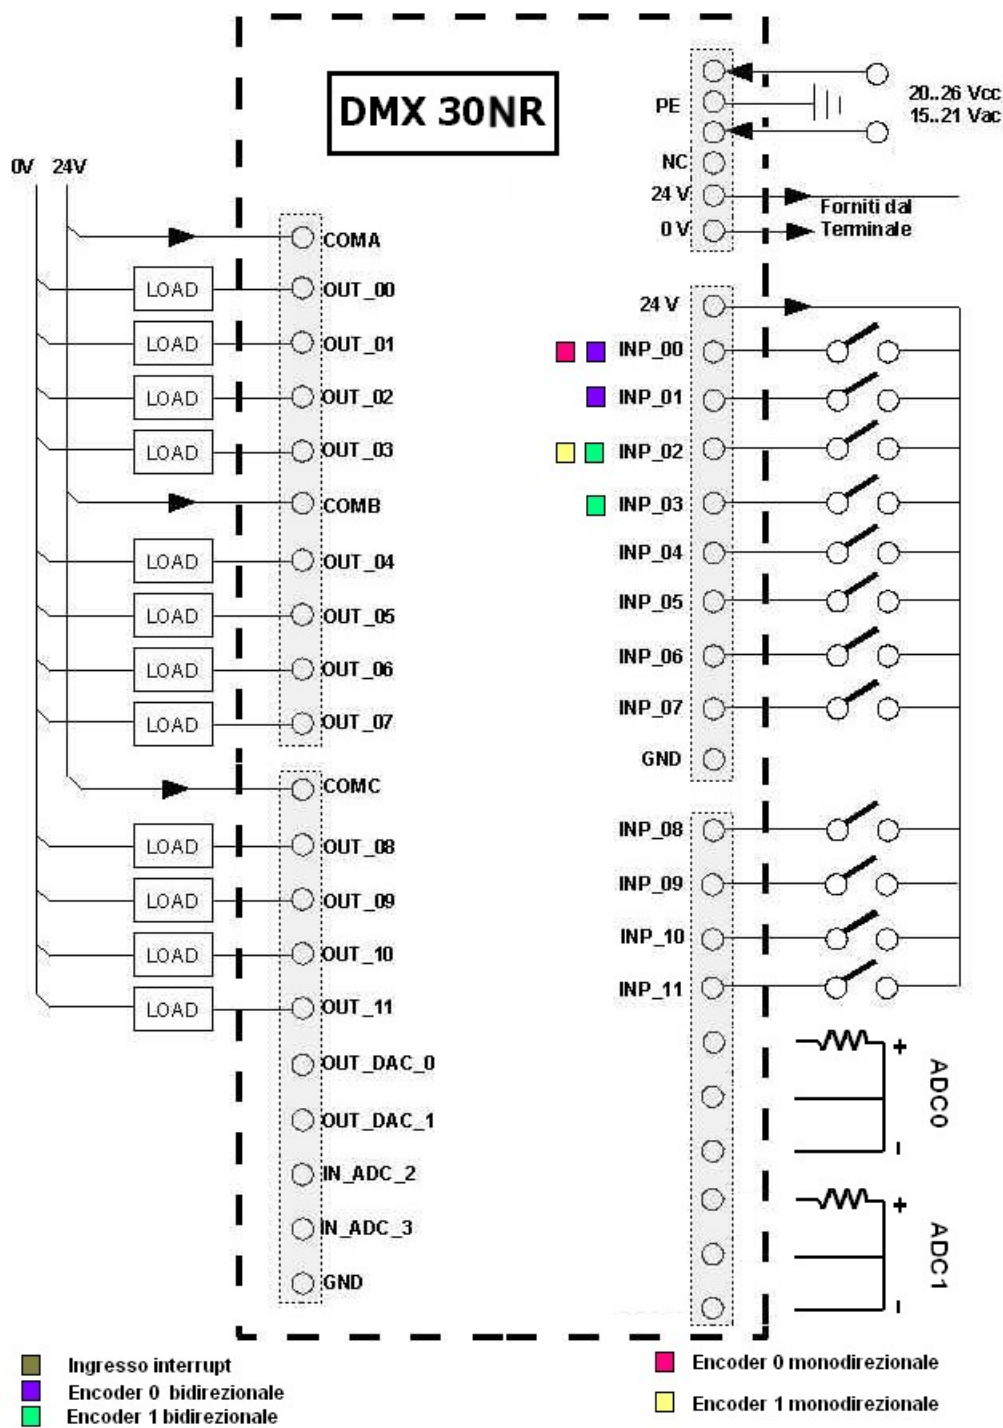 DMX 30NR
0V 24V
COMA
LOAD OUT_00
LOAD OUT_01
LOAD OUT_02
LOAD OUT_03
COMB
LOAD OUT_04
LOAD OUT_05
LOAD OUT_06
LOAD OUT_07
COMC
LOAD OUT_08
LOAD OUT_09
LOAD OUT_10
LOAD OUT_11
OUT_DAC_0
OUT_DAC_1
IN_ADC_2
IN_ADC_3
GND
PE
20..26 Vcc
15..21 Vac
NC
24 V
0 V
Forniti dal
Terminale
24 V
INP_00
INP_01
INP_02
INP_03
INP_04
INP_05
INP_06
INP_07
GND
INP_08
INP_09
INP_10
INP_11
+
ADC0
-
+
ADC1
-
Ingresso interrupt
Encoder 0 bidirezionale
Encoder 1 bidirezionale
Encoder 0 monodirezionale
Encoder 1 monodirezionale